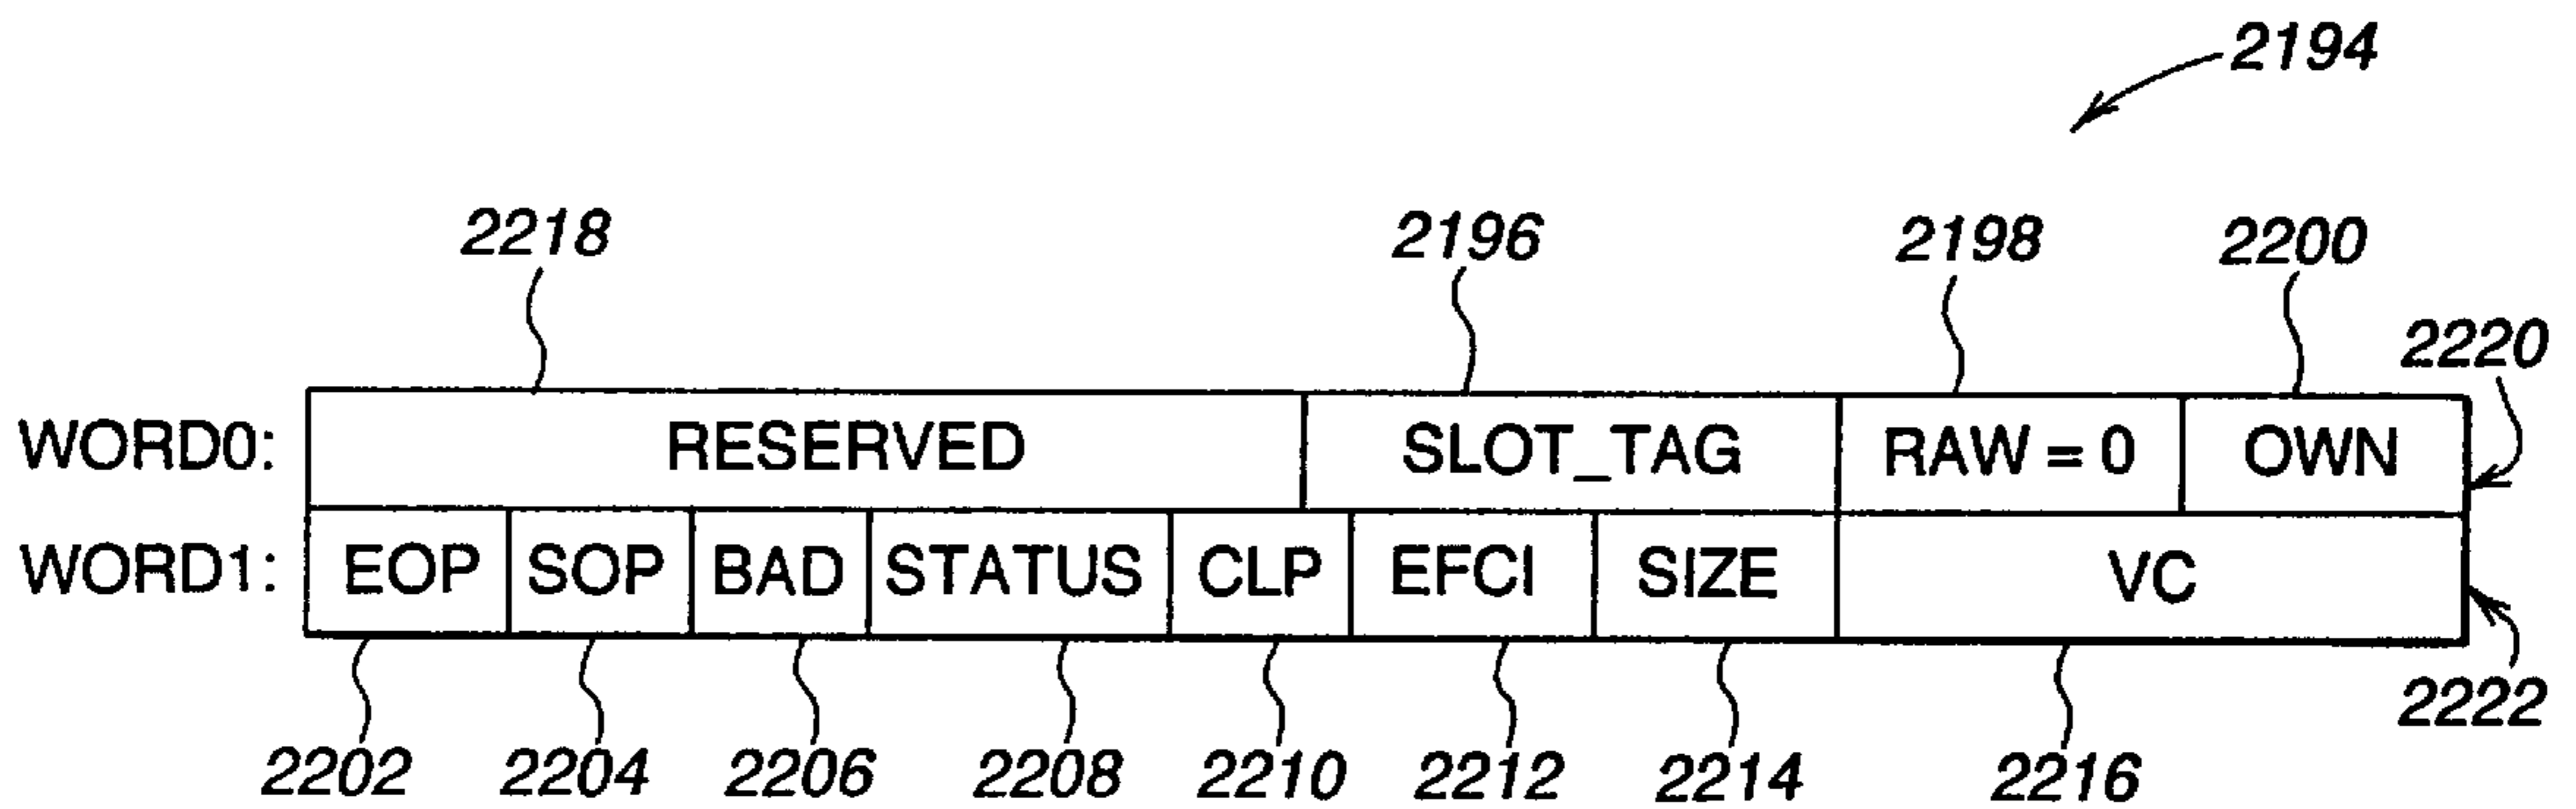 2194
2218 2196 2198 2200
2220
WORD0: RESERVED SLOT_TAG RAW = 0 OWN
WORD1: EOP SOP BAD STATUS CLP EFCI SIZE VC
2222
2202 2204 2206 2208 2210 2212 2214 2216